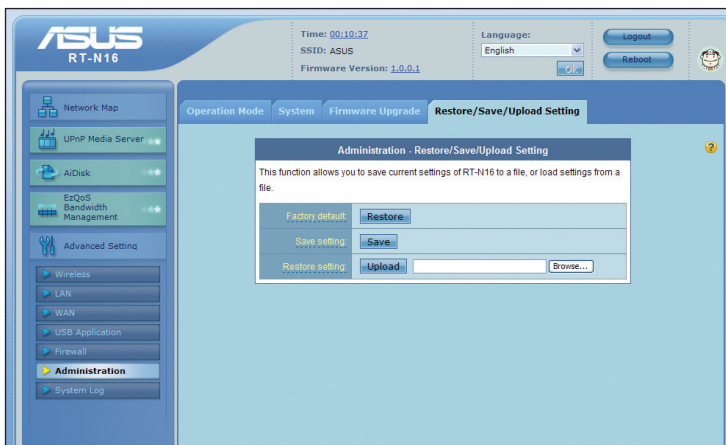 ASUS
RT-N16
Time: 00:10:37
SSID: ASUS
Firmware Version: 1.0.0.1
Language:
English
OK
Logout
Reboot
Network Map
UPnP Media Server
AiDisk
EzQoS
Bandwidth
Management
Advanced Setting
Wireless
LAN
WAN
USB Application
Firewall
Administration
System Log
Operation Mode
System
Firmware Upgrade
Restore/Save/Upload Setting
Administration - Restore/Save/Upload Setting
This function allows you to save current settings of RT-N16 to a file, or load settings from a
file.
Factory default: Restore
Save setting: Save
Restore setting: Upload Browse...
?